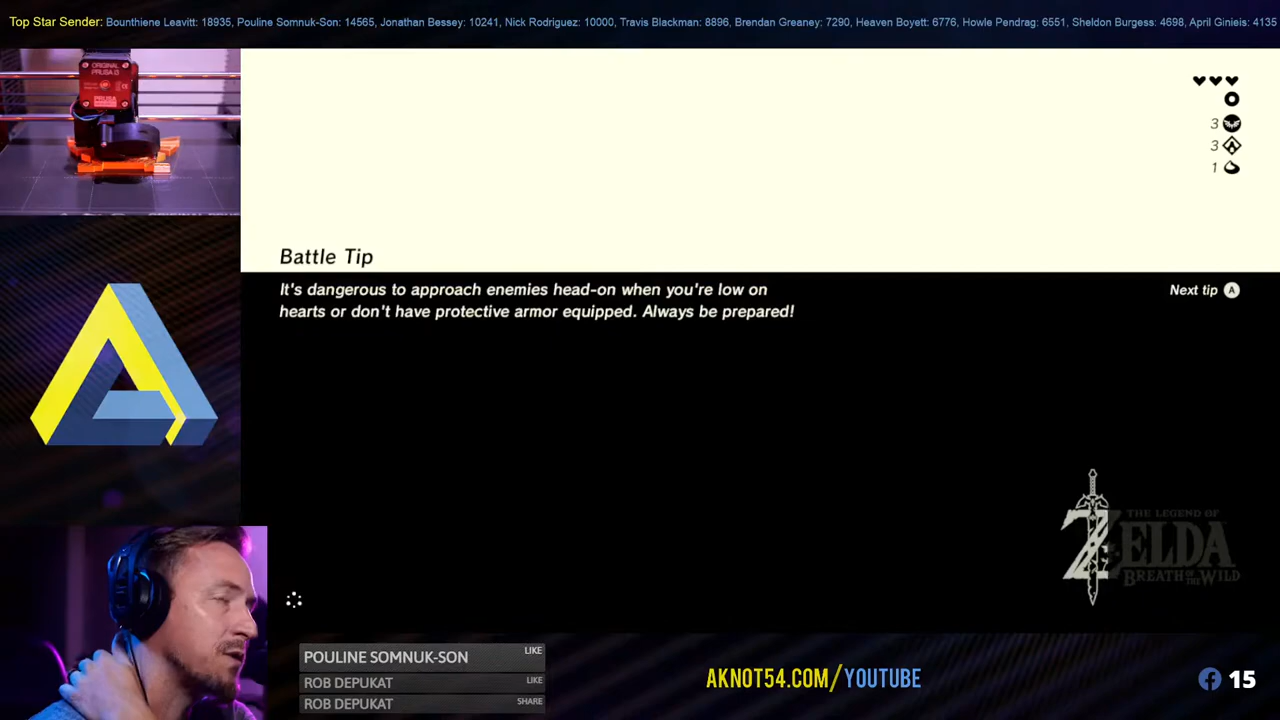 Top Star Sender: Bounthiene Leavitt: 18935, Pouline Somnuk-Son: 14565, Jonathan Bessey: 10241, Nick Rodriguez: 10000, Travis Blackman: 8896, Brendan Greaney: 7290, Heaven Boyett: 6776, Howle Pendrag: 6551, Sheldon Burgess: 4698, April Ginieis: 4135
ORIGINAL
PRUSA
3
3
1
Battle Tip
It's dangerous to approach enemies head-on when you're low on
hearts or don't have protective armor equipped. Always be prepared!
Next tip A
THE LEGEND OF
ZELDA
BREATH OF THE WILD
POULINE SOMNUK-SON LIKE
ROB DEPUKAT LIKE
ROB DEPUKAT SHARE
AKNOT54.COM/YOUTUBE
15